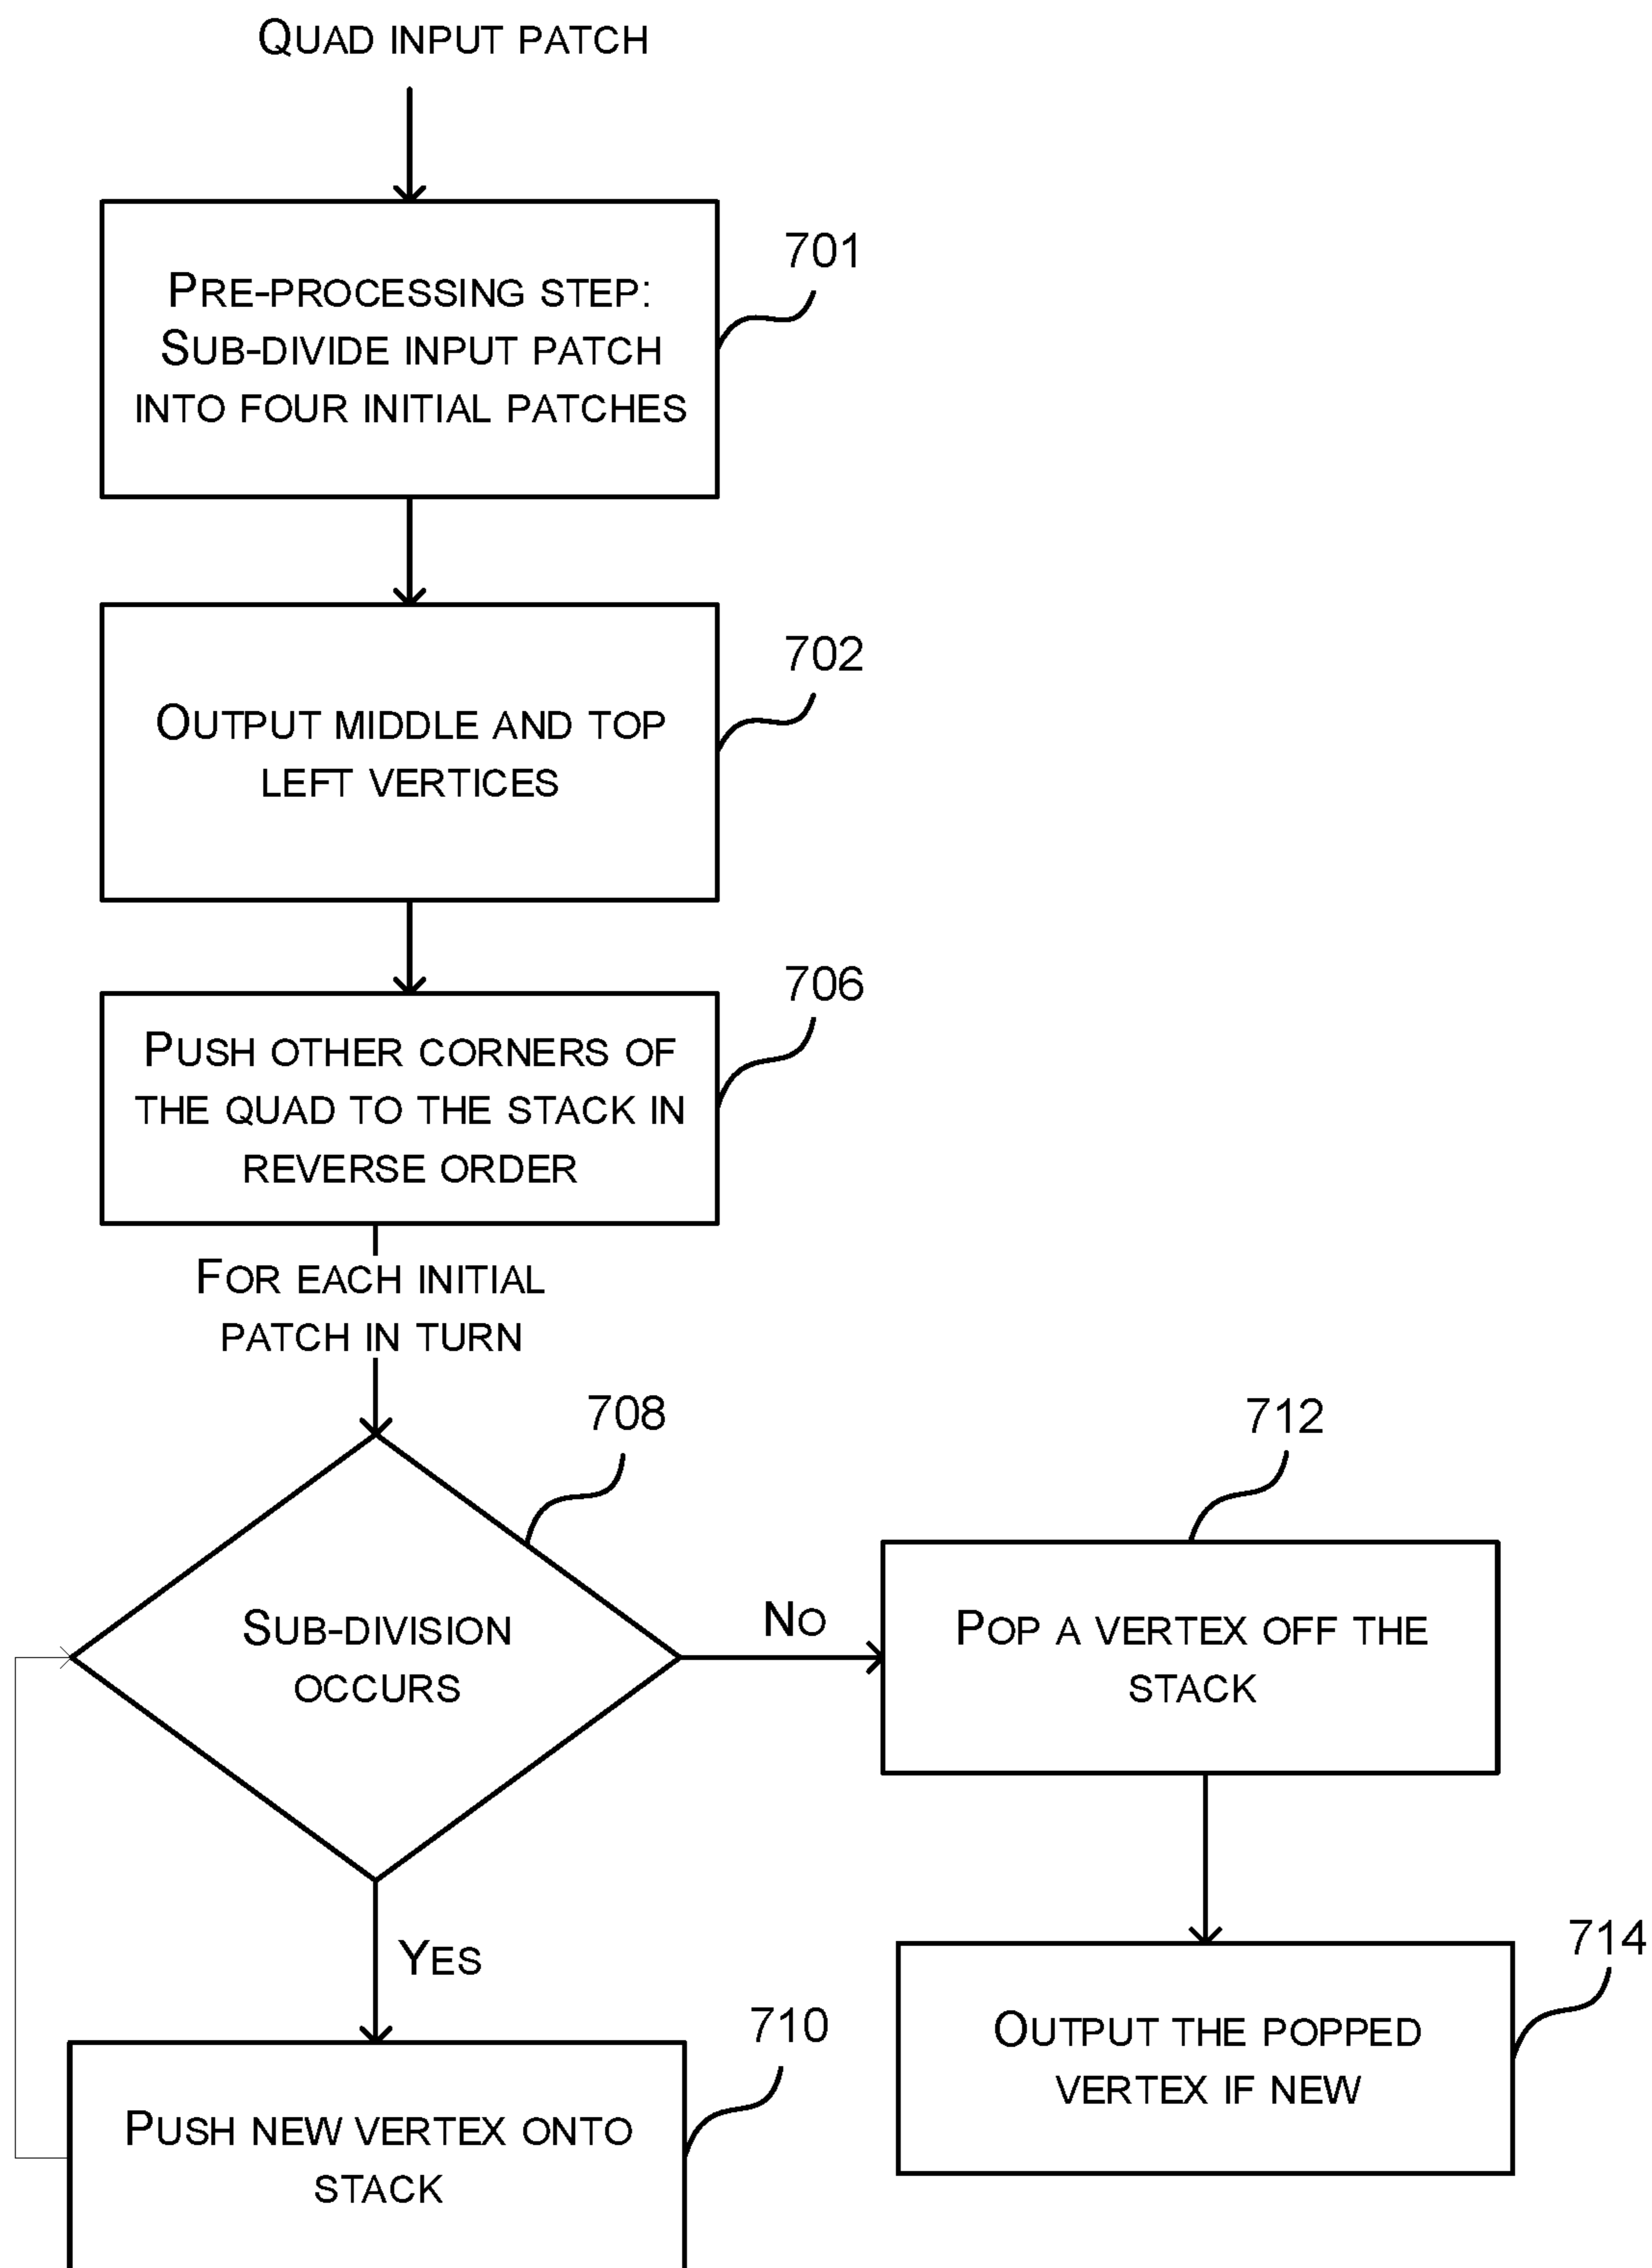 QUAD INPUT PATCH
701
PRE-PROCESSING STEP:
SUB-DIVIDE INPUT PATCH
INTO FOUR INITIAL PATCHES
702
OUTPUT MIDDLE AND TOP
LEFT VERTICES
706
PUSH OTHER CORNERS OF
THE QUAD TO THE STACK IN
REVERSE ORDER
FOR EACH INITIAL
PATCH IN TURN
708
SUB-DIVISION
OCCURS
NO
712
POP A VERTEX OFF THE
STACK
YES
714
OUTPUT THE POPPED
VERTEX IF NEW
710
PUSH NEW VERTEX ONTO
STACK